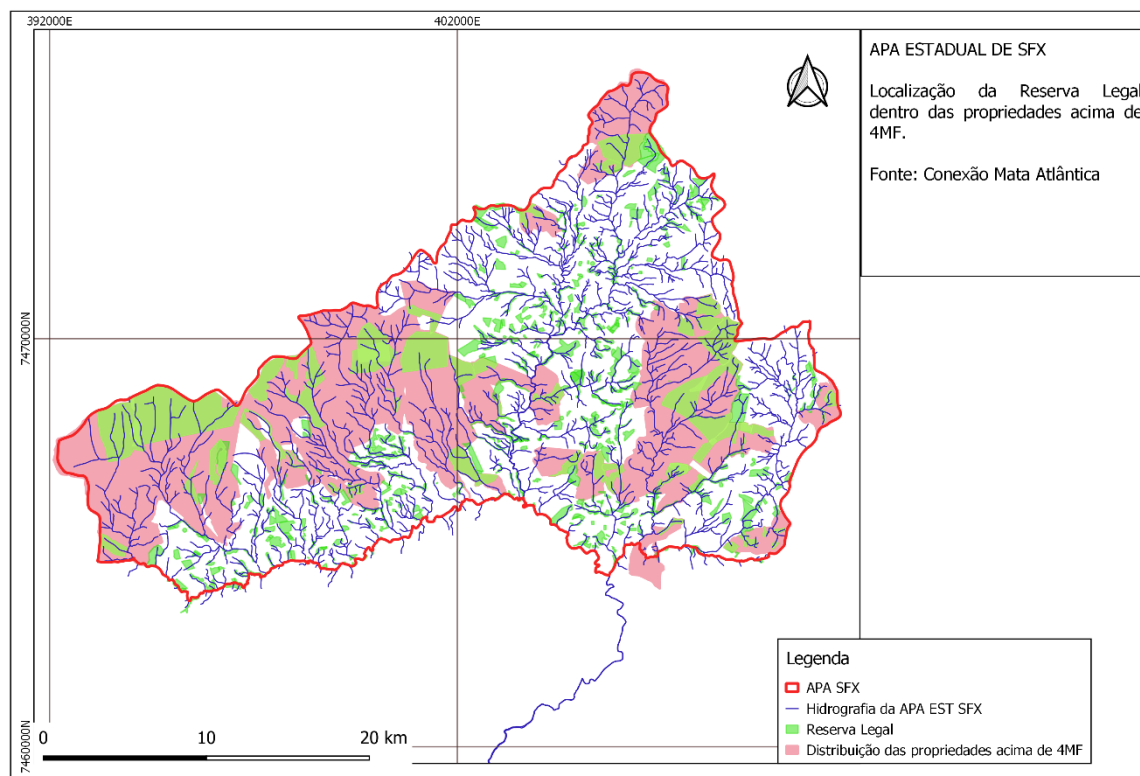 392000E
402000E
APA ESTADUAL DE SFX
Localização da Reserva Legal
dentro das propriedades acima de
4MF.
Fonte: Conexão Mata Atlântica
7470000N
7460000N
0
10
20 km
Legenda
APA SFX
Hidrografia da APA EST SFX
Reserva Legal
Distribuição das propriedades acima de 4MF